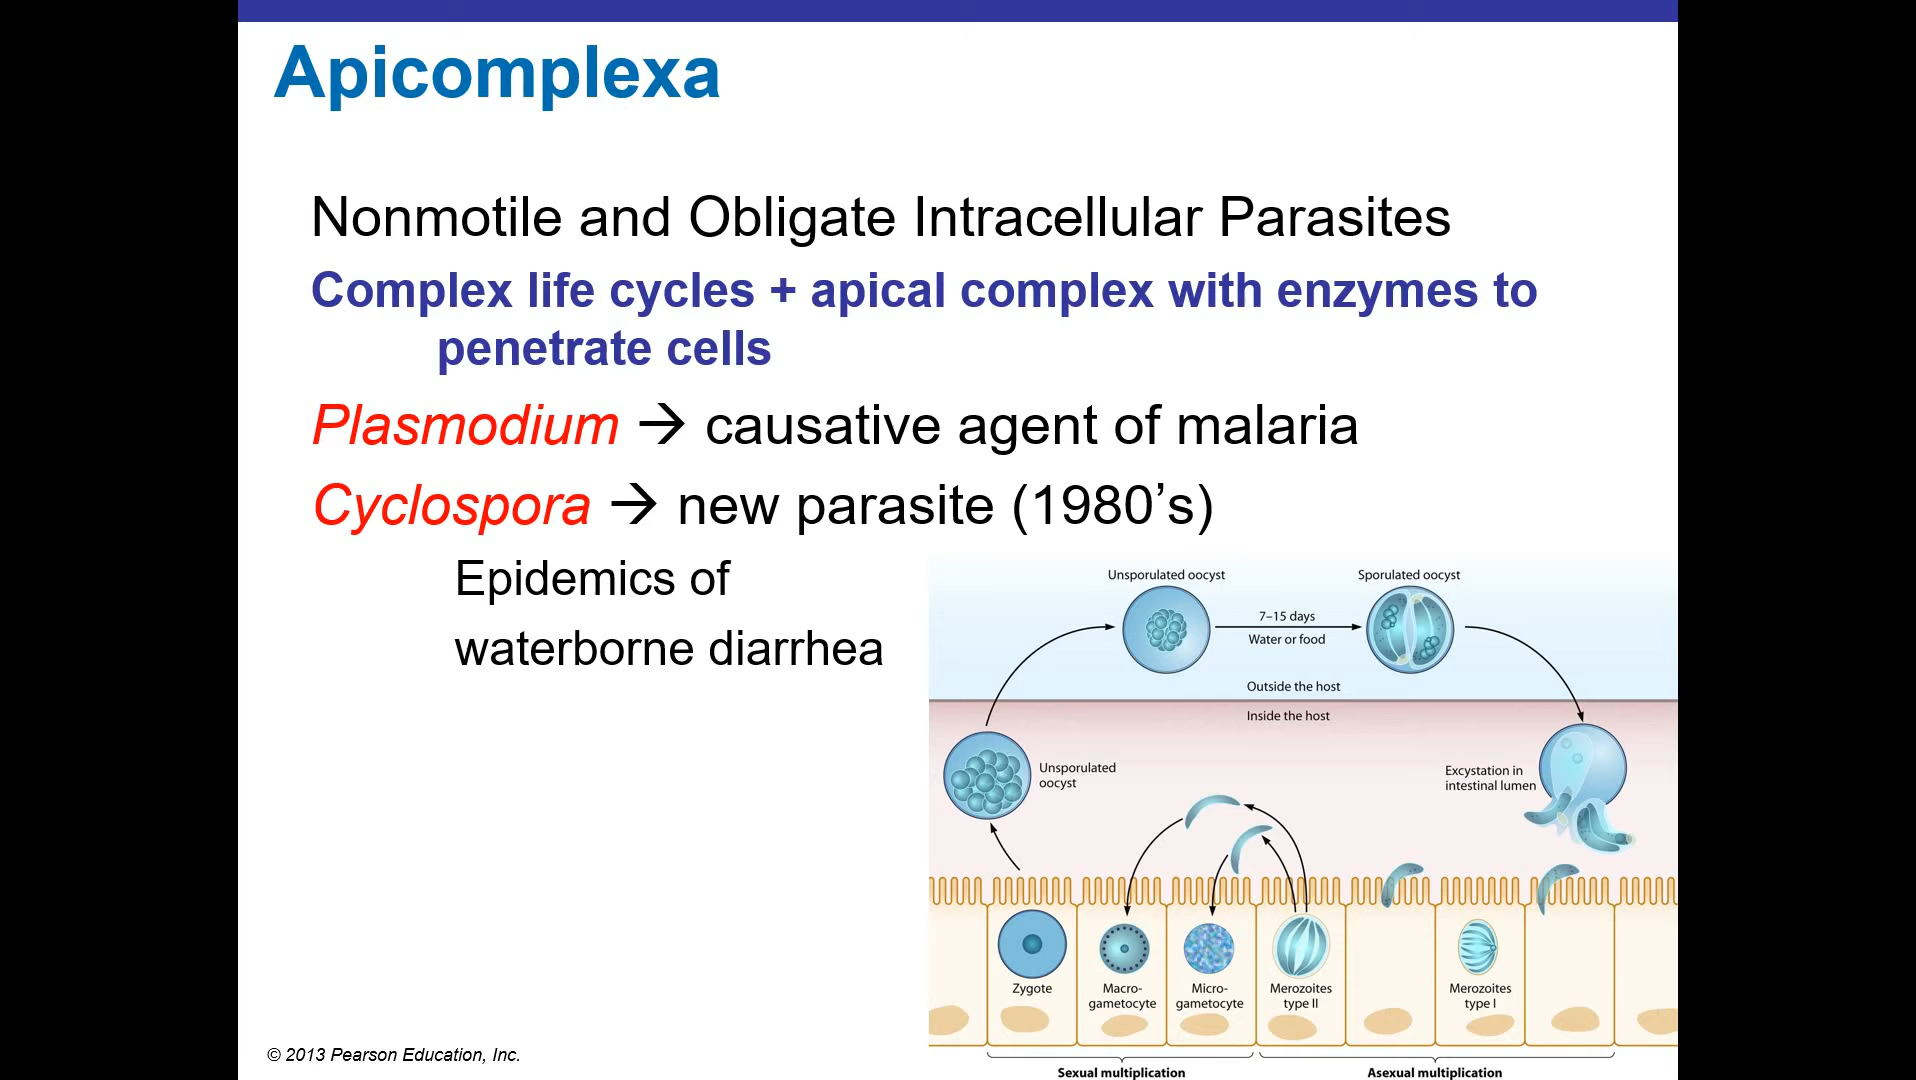 Apicomplexa
Nonmotile and Obligate Intracellular Parasites
Complex life cycles + apical complex with enzymes to
penetrate cells
Plasmodium → causative agent of malaria
Cyclospora → new parasite (1980’s)
Epidemics of
waterborne diarrhea
Unsporulated oocyst
Sporulated oocyst
7–15 days
Water or food
Outside the host
Inside the host
Unsporulated
oocyst
Excystation in
intestinal lumen
Zygote
Macro-
gametocyte
Micro-
gametocyte
Merozoites
type II
Merozoites
type I
Sexual multiplication
Asexual multiplication
© 2013 Pearson Education, Inc.